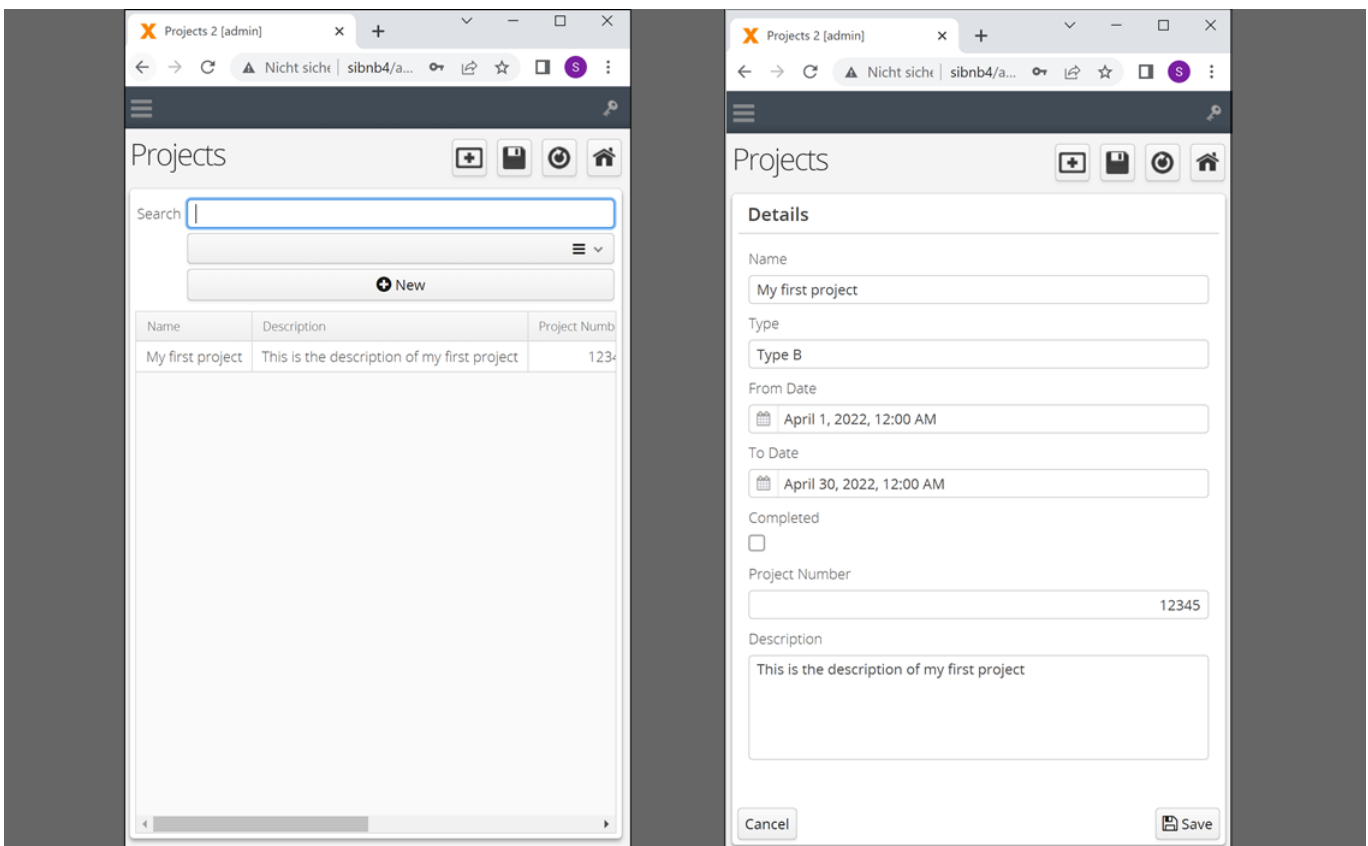 Projects 2 [admin]
Nicht siche sibnb4/a...
S
Projects
Search
New
Name Description Project Numb
My first project This is the description of my first project 1234
Projects 2 [admin]
Nicht siche sibnb4/a...
S
Projects
Details
Name
My first project
Type
Type B
From Date
April 1, 2022, 12:00 AM
To Date
April 30, 2022, 12:00 AM
Completed
Project Number
12345
Description
This is the description of my first project
Cancel Save